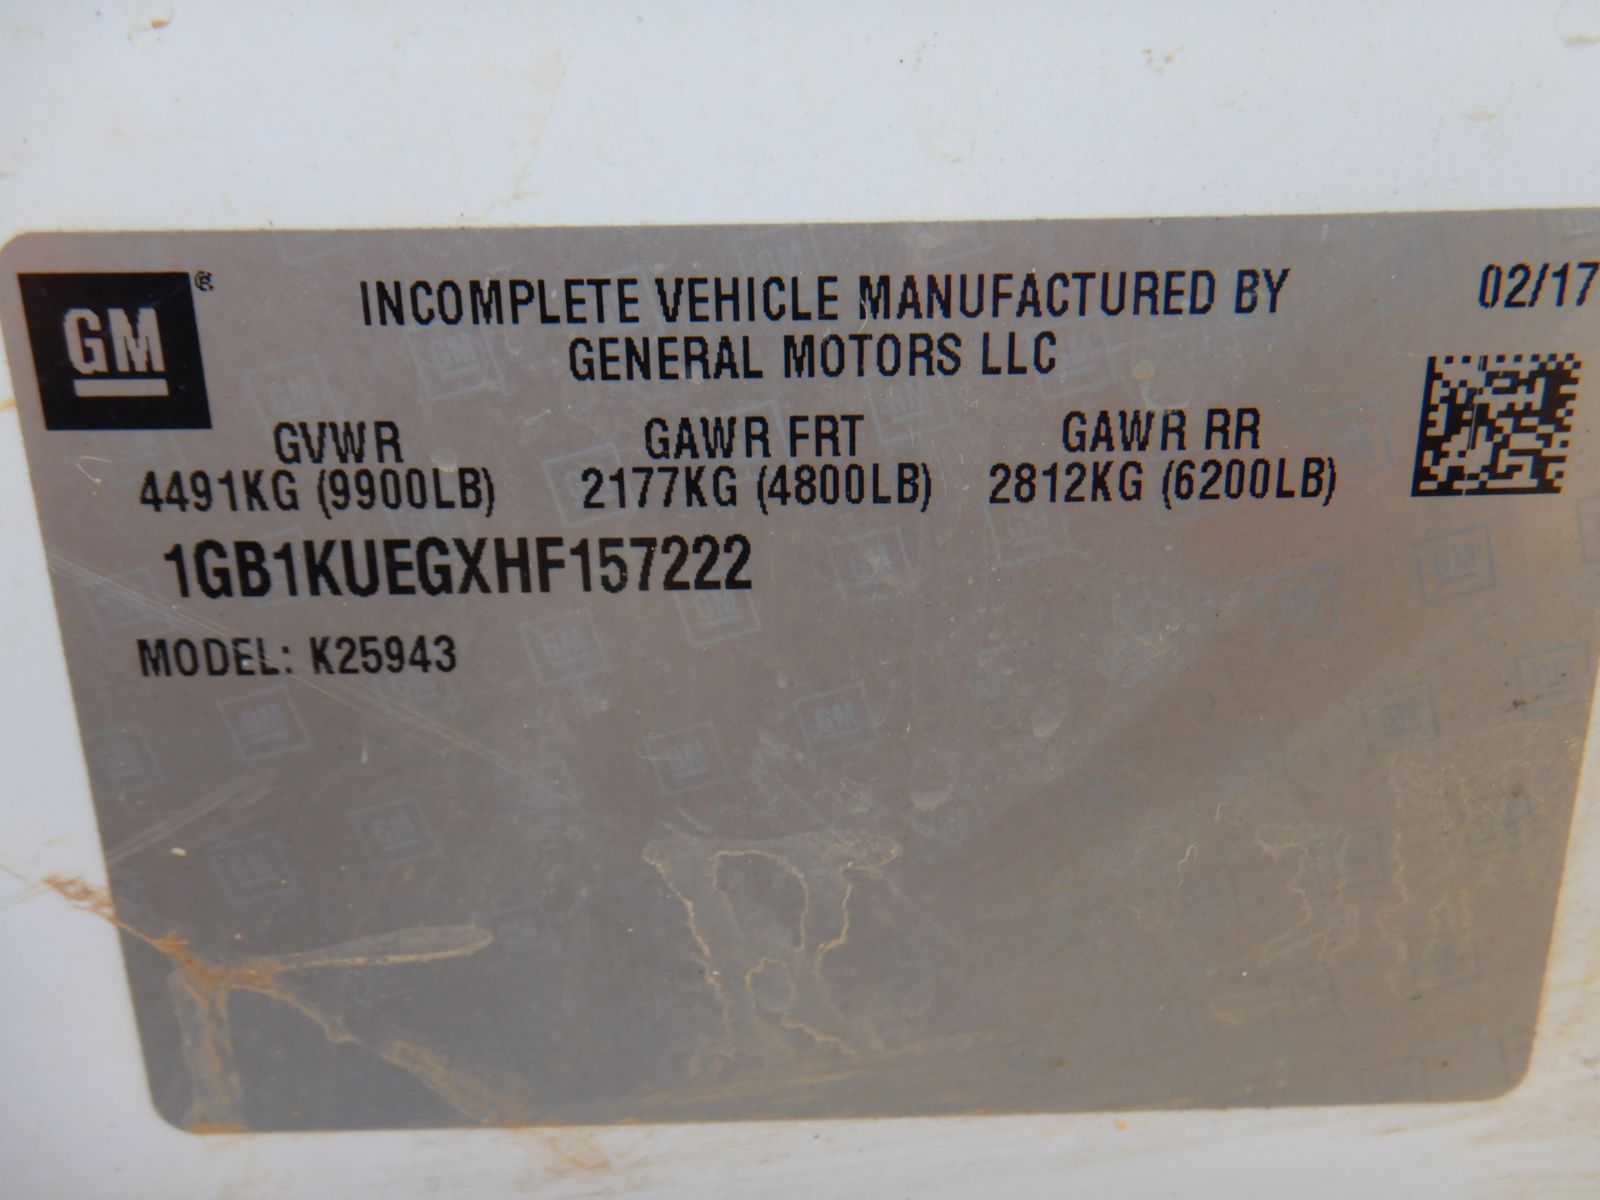 GM®
INCOMPLETE VEHICLE MANUFACTURED BY
GENERAL MOTORS LLC
02/17
GVWR
4491KG (9900LB)
GAWR FRT
2177KG (4800LB)
GAWR RR
2812KG (6200LB)
1GB1KUEGXHF157222
MODEL: K25943